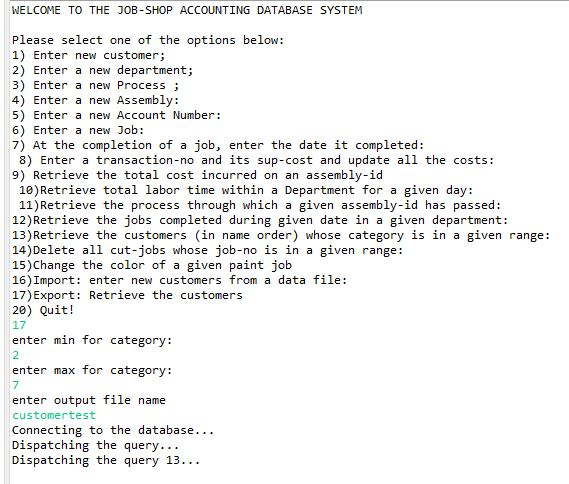 WELCOME TO THE JOB-SHOP ACCOUNTING DATABASE SYSTEM
Please select one of the options below:
1) Enter new customer;
2) Enter a new department;
3) Enter a new Process ;
4) Enter a new Assembly:
5) Enter a new Account Number:
6) Enter a new Job:
7) At the completion of a job, enter the date it completed:
8) Enter a transaction-no and its sup-cost and update all the costs:
9) Retrieve the total cost incurred on an assembly-id
10)Retrieve total labor time within a Department for a given day:
11)Retrieve the process through which a given assembly-id has passed:
12)Retrieve the jobs completed during given date in a given department:
13)Retrieve the customers (in name order) whose category is in a given range:
14)Delete all cut-jobs whose job-no is in a given range:
15)Change the color of a given paint job
16)Import: enter new customers from a data file:
17)Export: Retrieve the customers
20) Quit!
17
enter min for category:
2
enter max for category:
7
enter output file name
customertest
Connecting to the database...
Dispatching the query...
Dispatching the query 13...